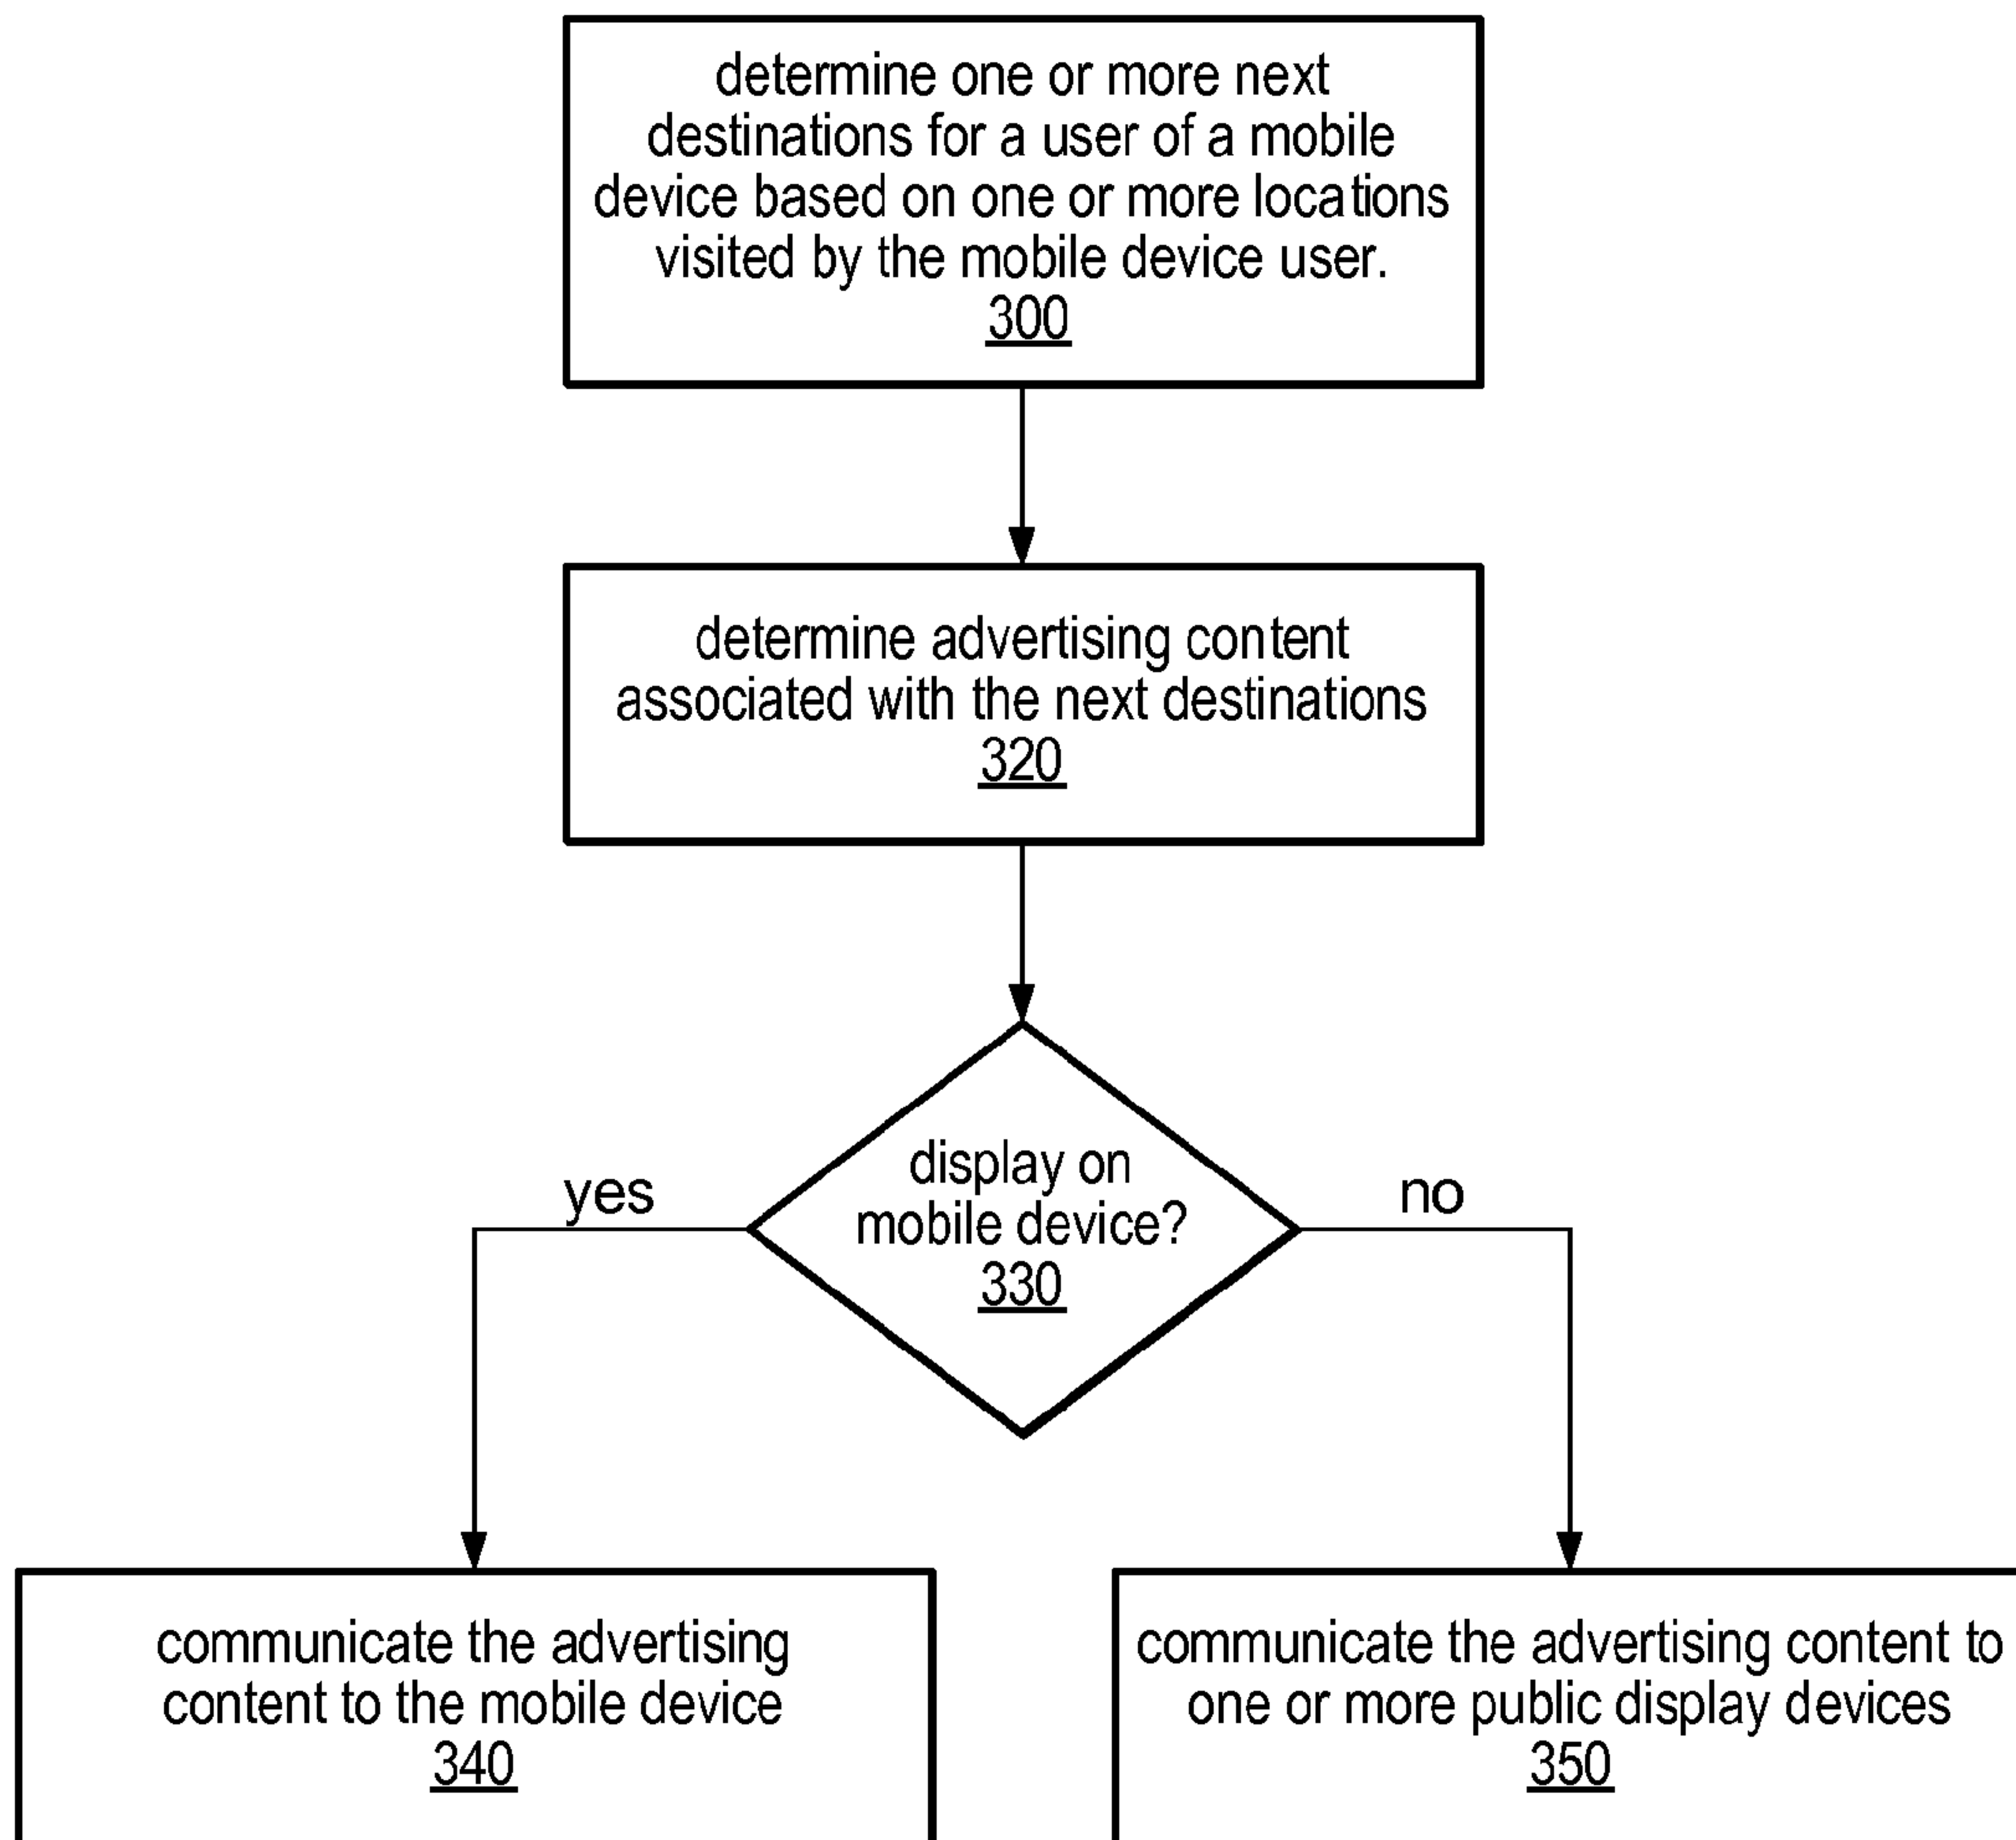 determine one or more next
destinations for a user of a mobile
device based on one or more locations
visited by the mobile device user.
300
determine advertising content
associated with the next destinations
320
display on
mobile device?
330
yes
no
communicate the advertising
content to the mobile device
340
communicate the advertising content to
one or more public display devices
350